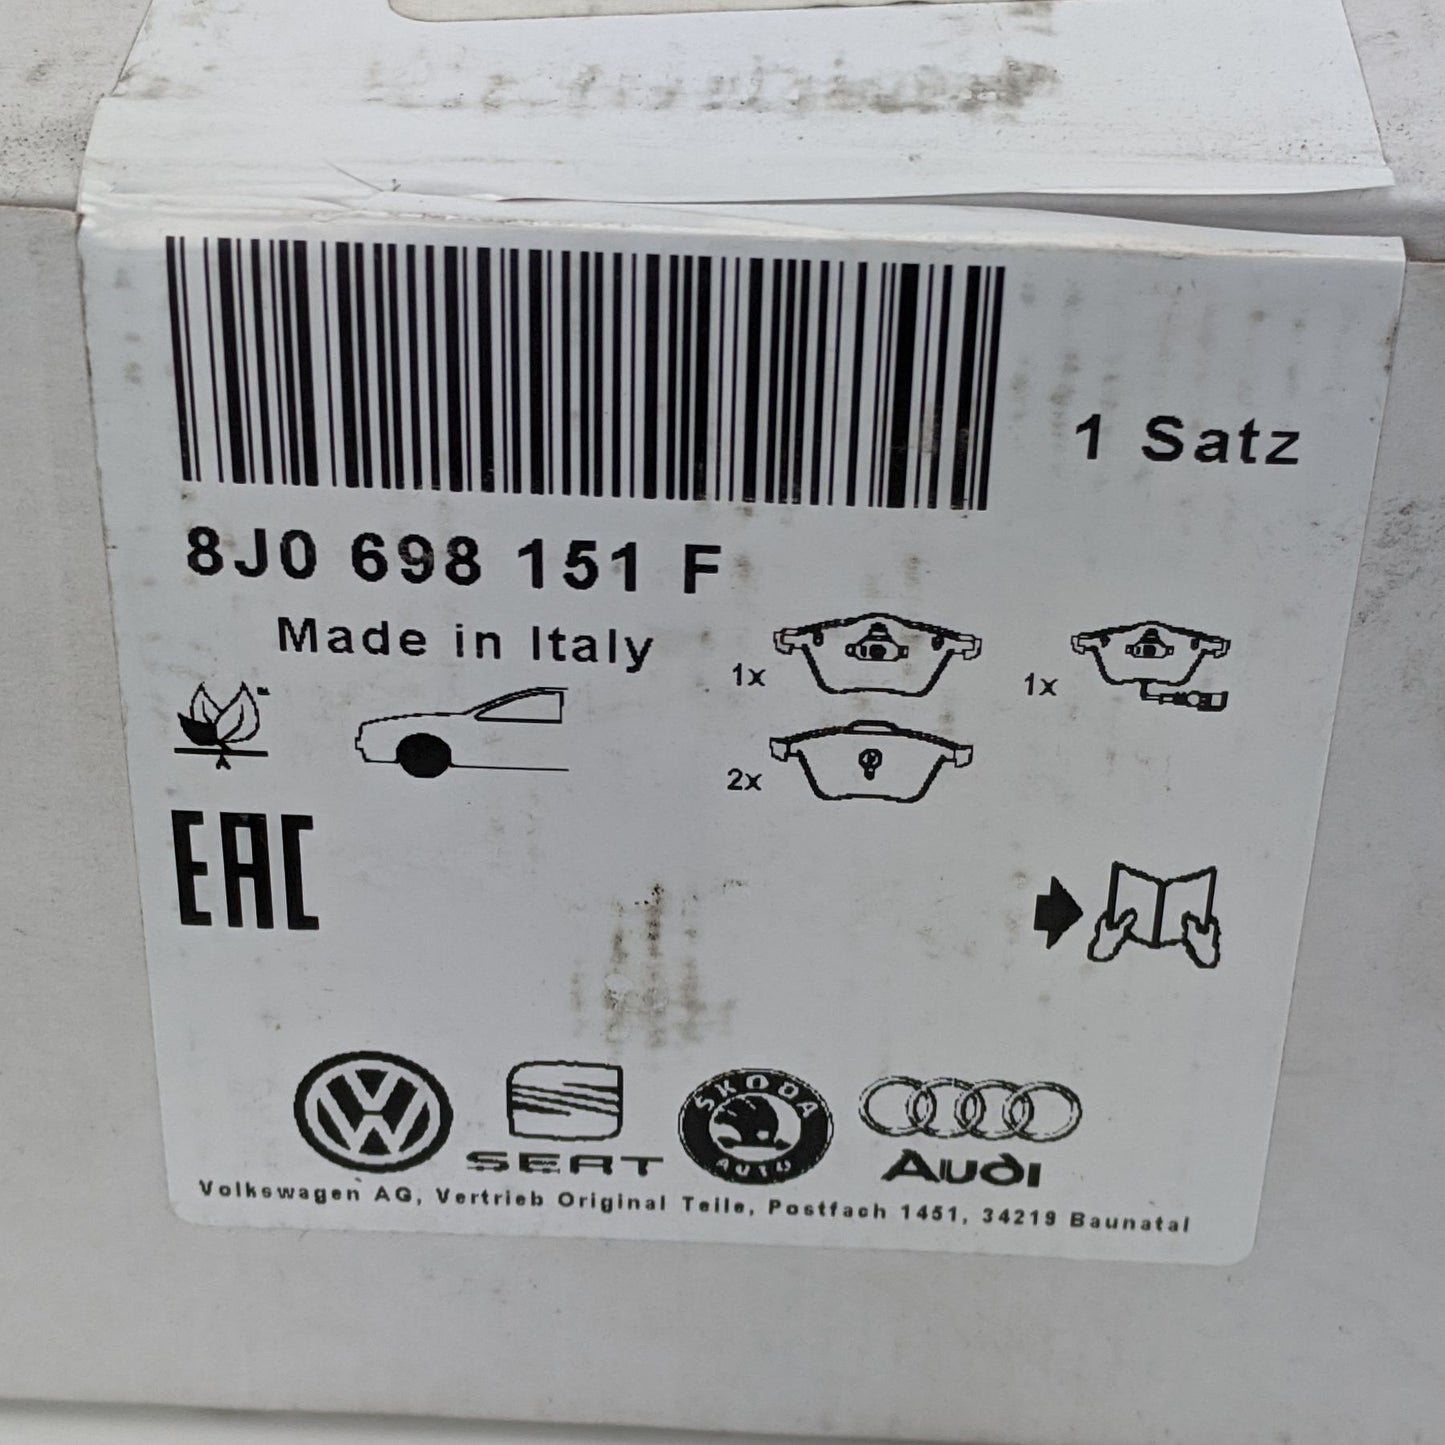 1 Satz
8J0 698 151 F
Made in Italy
1x
1x
2x
EAC
SEAT
ŠKODA
AUTO
Audi
Volkswagen AG, Vertrieb Original Teile, Postfach 1451, 34219 Baunatal